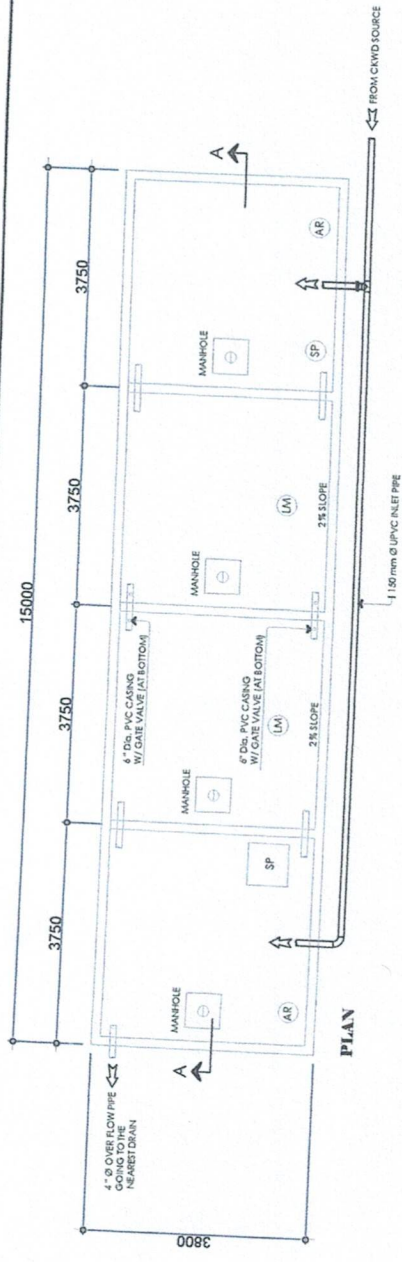 15000
3750
3750
3750
3750
3800
4 " Ø OVER FLOW PIPE
GOING TO THE
NEAREST DRAIN
A
A
MANHOLE
MANHOLE
MANHOLE
MANHOLE
6 " Dia. PVC CASING
W/ GATE VALVE (AT BOTTOM)
6" Dia. PVC CASING
W/ GATE VALVE (AT BOTTOM)
AR
SP
LM
LM
SP
AR
2% SLOPE
2% SLOPE
150 mm Ø UPVC INLET PIPE
FROM CKWD SOURCE
PLAN